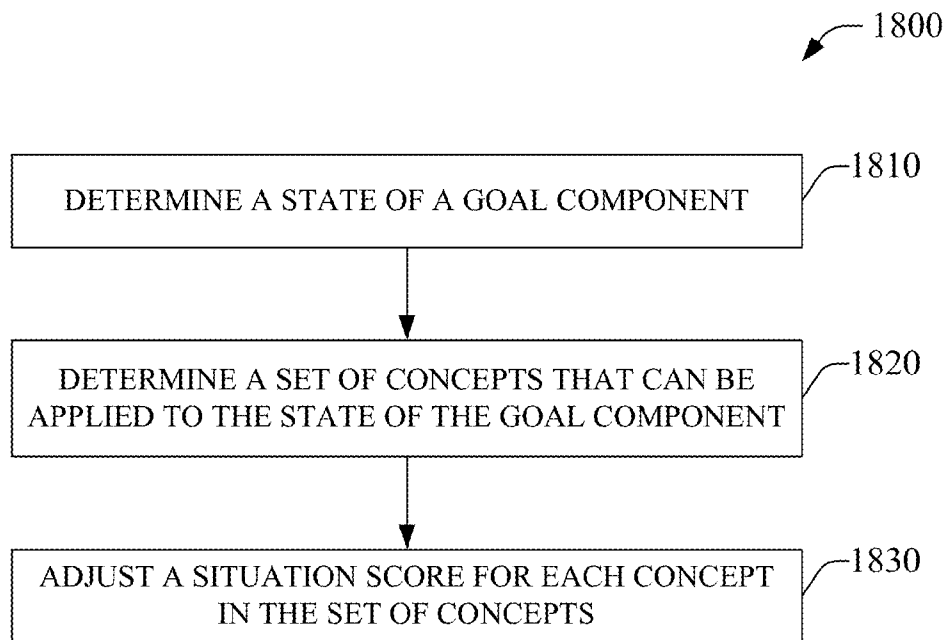 1800
1810
DETERMINE A STATE OF A GOAL COMPONENT
1820
DETERMINE A SET OF CONCEPTS THAT CAN BE
APPLIED TO THE STATE OF THE GOAL COMPONENT
1830
ADJUST A SITUATION SCORE FOR EACH CONCEPT
IN THE SET OF CONCEPTS